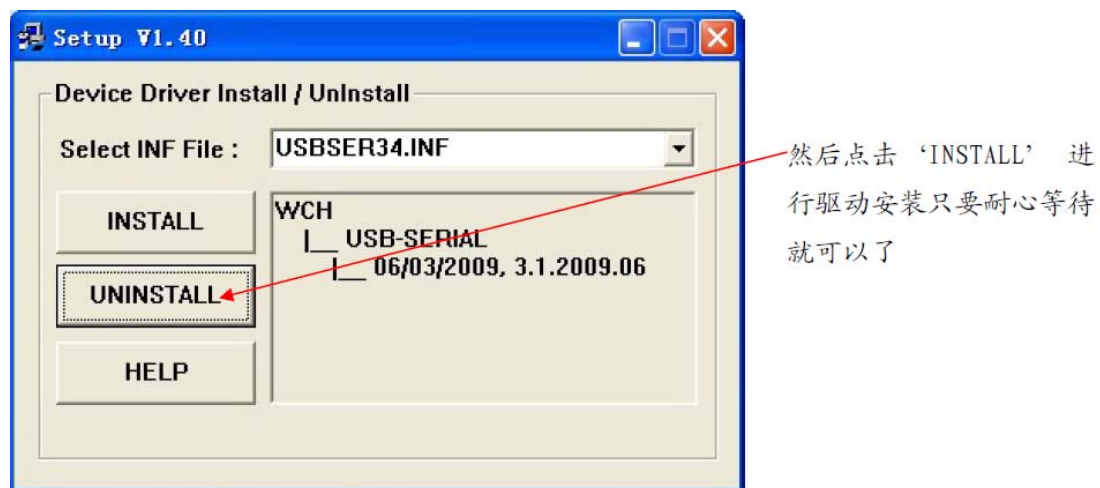 Setup V1.40
Device Driver Install / UnInstall
Select INF File :
USBSER34.INF
INSTALL
UNINSTALL
HELP
WCH
|__ USB-SERIAL
|__ 06/03/2009, 3.1.2009.06
然后点击‘INSTALL’ 进
行驱动安装只要耐心等待
就可以了